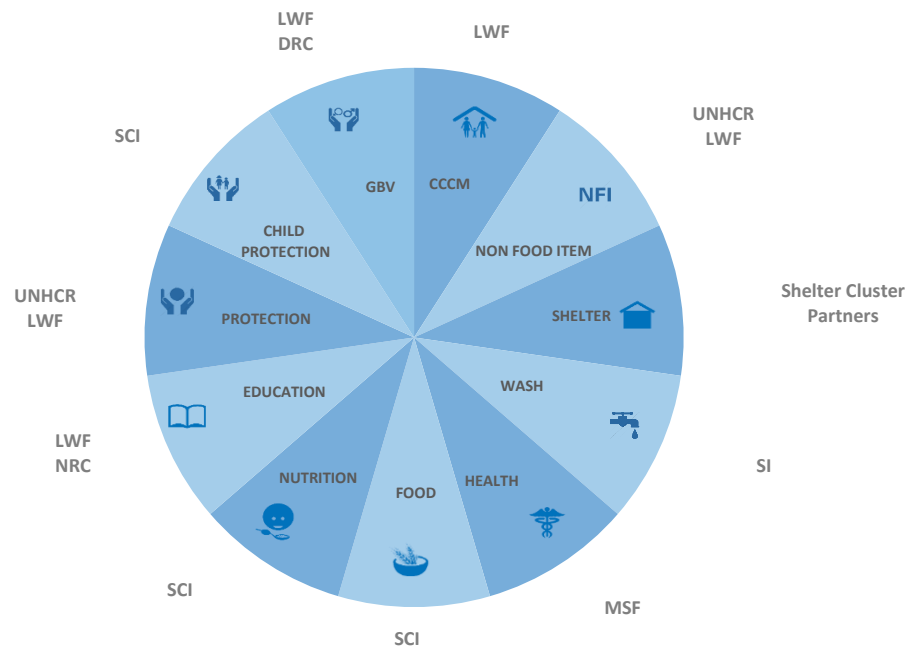 LWF
DRC
LWF
UNHCR
LWF
SCI
GBV
CCCM
NFI
CHILD
PROTECTION
NON FOOD ITEM
UNHCR
LWF
PROTECTION
SHELTER
Shelter Cluster
Partners
EDUCATION
WASH
LWF
NRC
NUTRITION
FOOD
HEALTH
SI
SCI
SCI
MSF